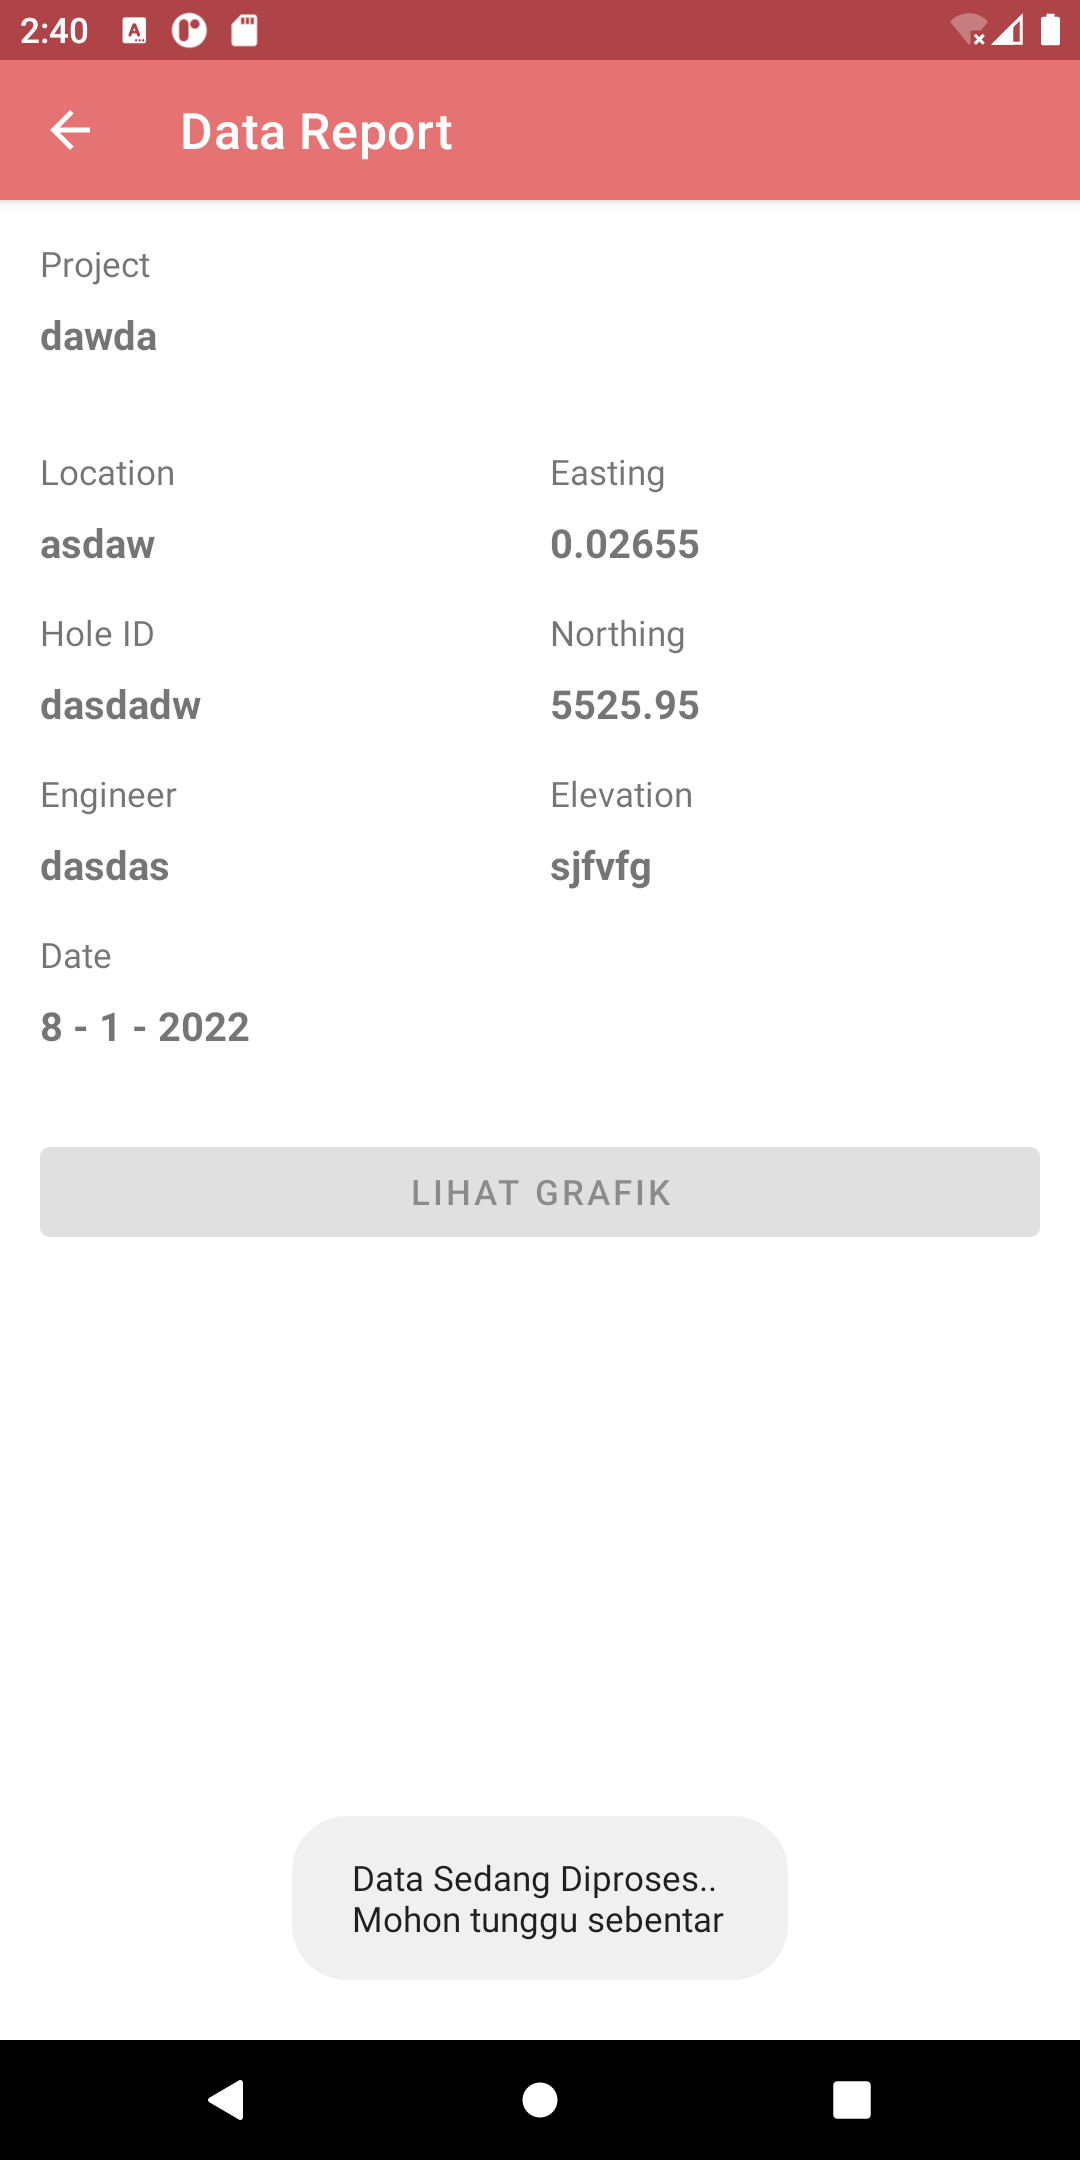 2:40
Data Report
Project
dawda
Location
Easting
asdaw
0.02655
Hole ID
Northing
dasdadw
5525.95
Engineer
Elevation
dasdas
sjfvfg
Date
8 - 1 - 2022
LIHAT GRAFIK
Data Sedang Diproses..
Mohon tunggu sebentar